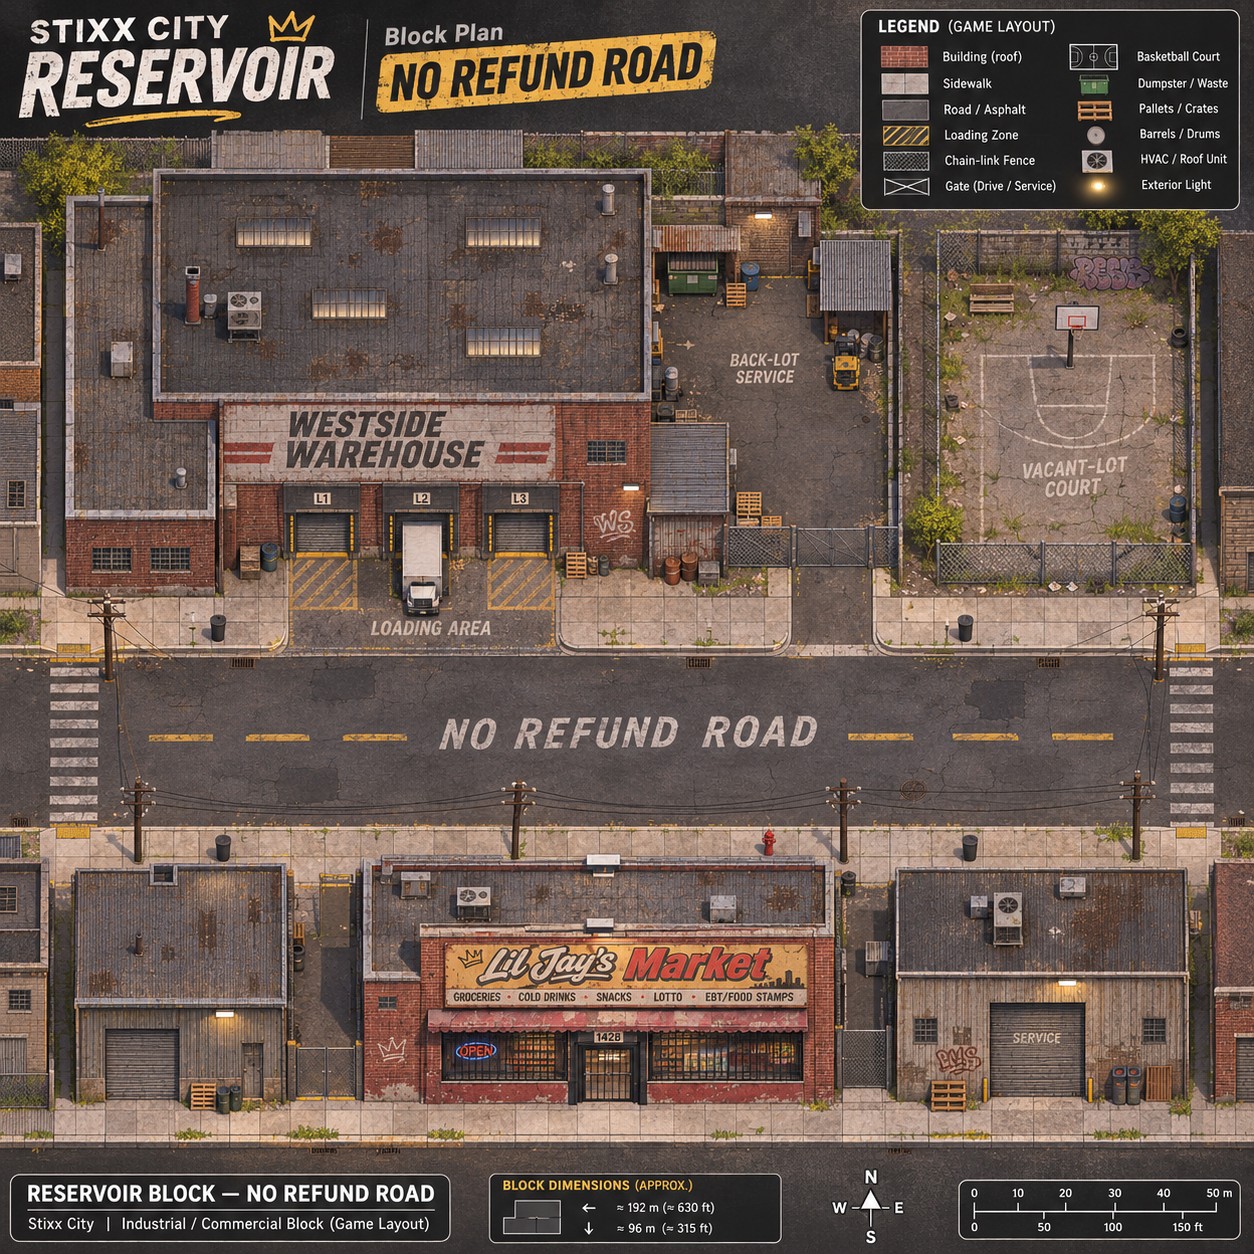 STIXX CITY
RESERVOIR
Block Plan
NO REFUND ROAD
LEGEND (GAME LAYOUT)
Building (roof)
Sidewalk
Road / Asphalt
Loading Zone
Chain-link Fence
Gate (Drive / Service)
Basketball Court
Dumpster / Waste
Pallets / Crates
Barrels / Drums
HVAC / Roof Unit
Exterior Light
BACK-LOT
SERVICE
WESTSIDE
WAREHOUSE
L1
L2
L3
WS
VACANT-LOT
COURT
LOADING AREA
NO REFUND ROAD
Lil Jay's Market
GROCERIES • COLD DRINKS • SNACKS • LOTTO • EBT/FOOD STAMPS
1428
OPEN
SERVICE
RESERVOIR BLOCK — NO REFUND ROAD
Stixx City | Industrial / Commercial Block (Game Layout)
BLOCK DIMENSIONS (APPROX.)
← ≈ 192 m (≈ 630 ft)
↓ ≈ 96 m (≈ 315 ft)
N
W E
S
0 10 20 30 40 50 m
0 50 100 150 ft